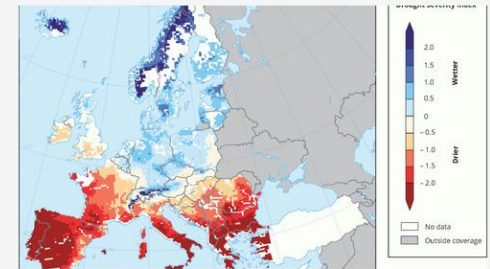 Drought severity index
2.0
1.5
1.0
0.5
0
- 0.5
- 1.0
- 1.5
- 2.0
Wetter
Drier
No data
Outside coverage